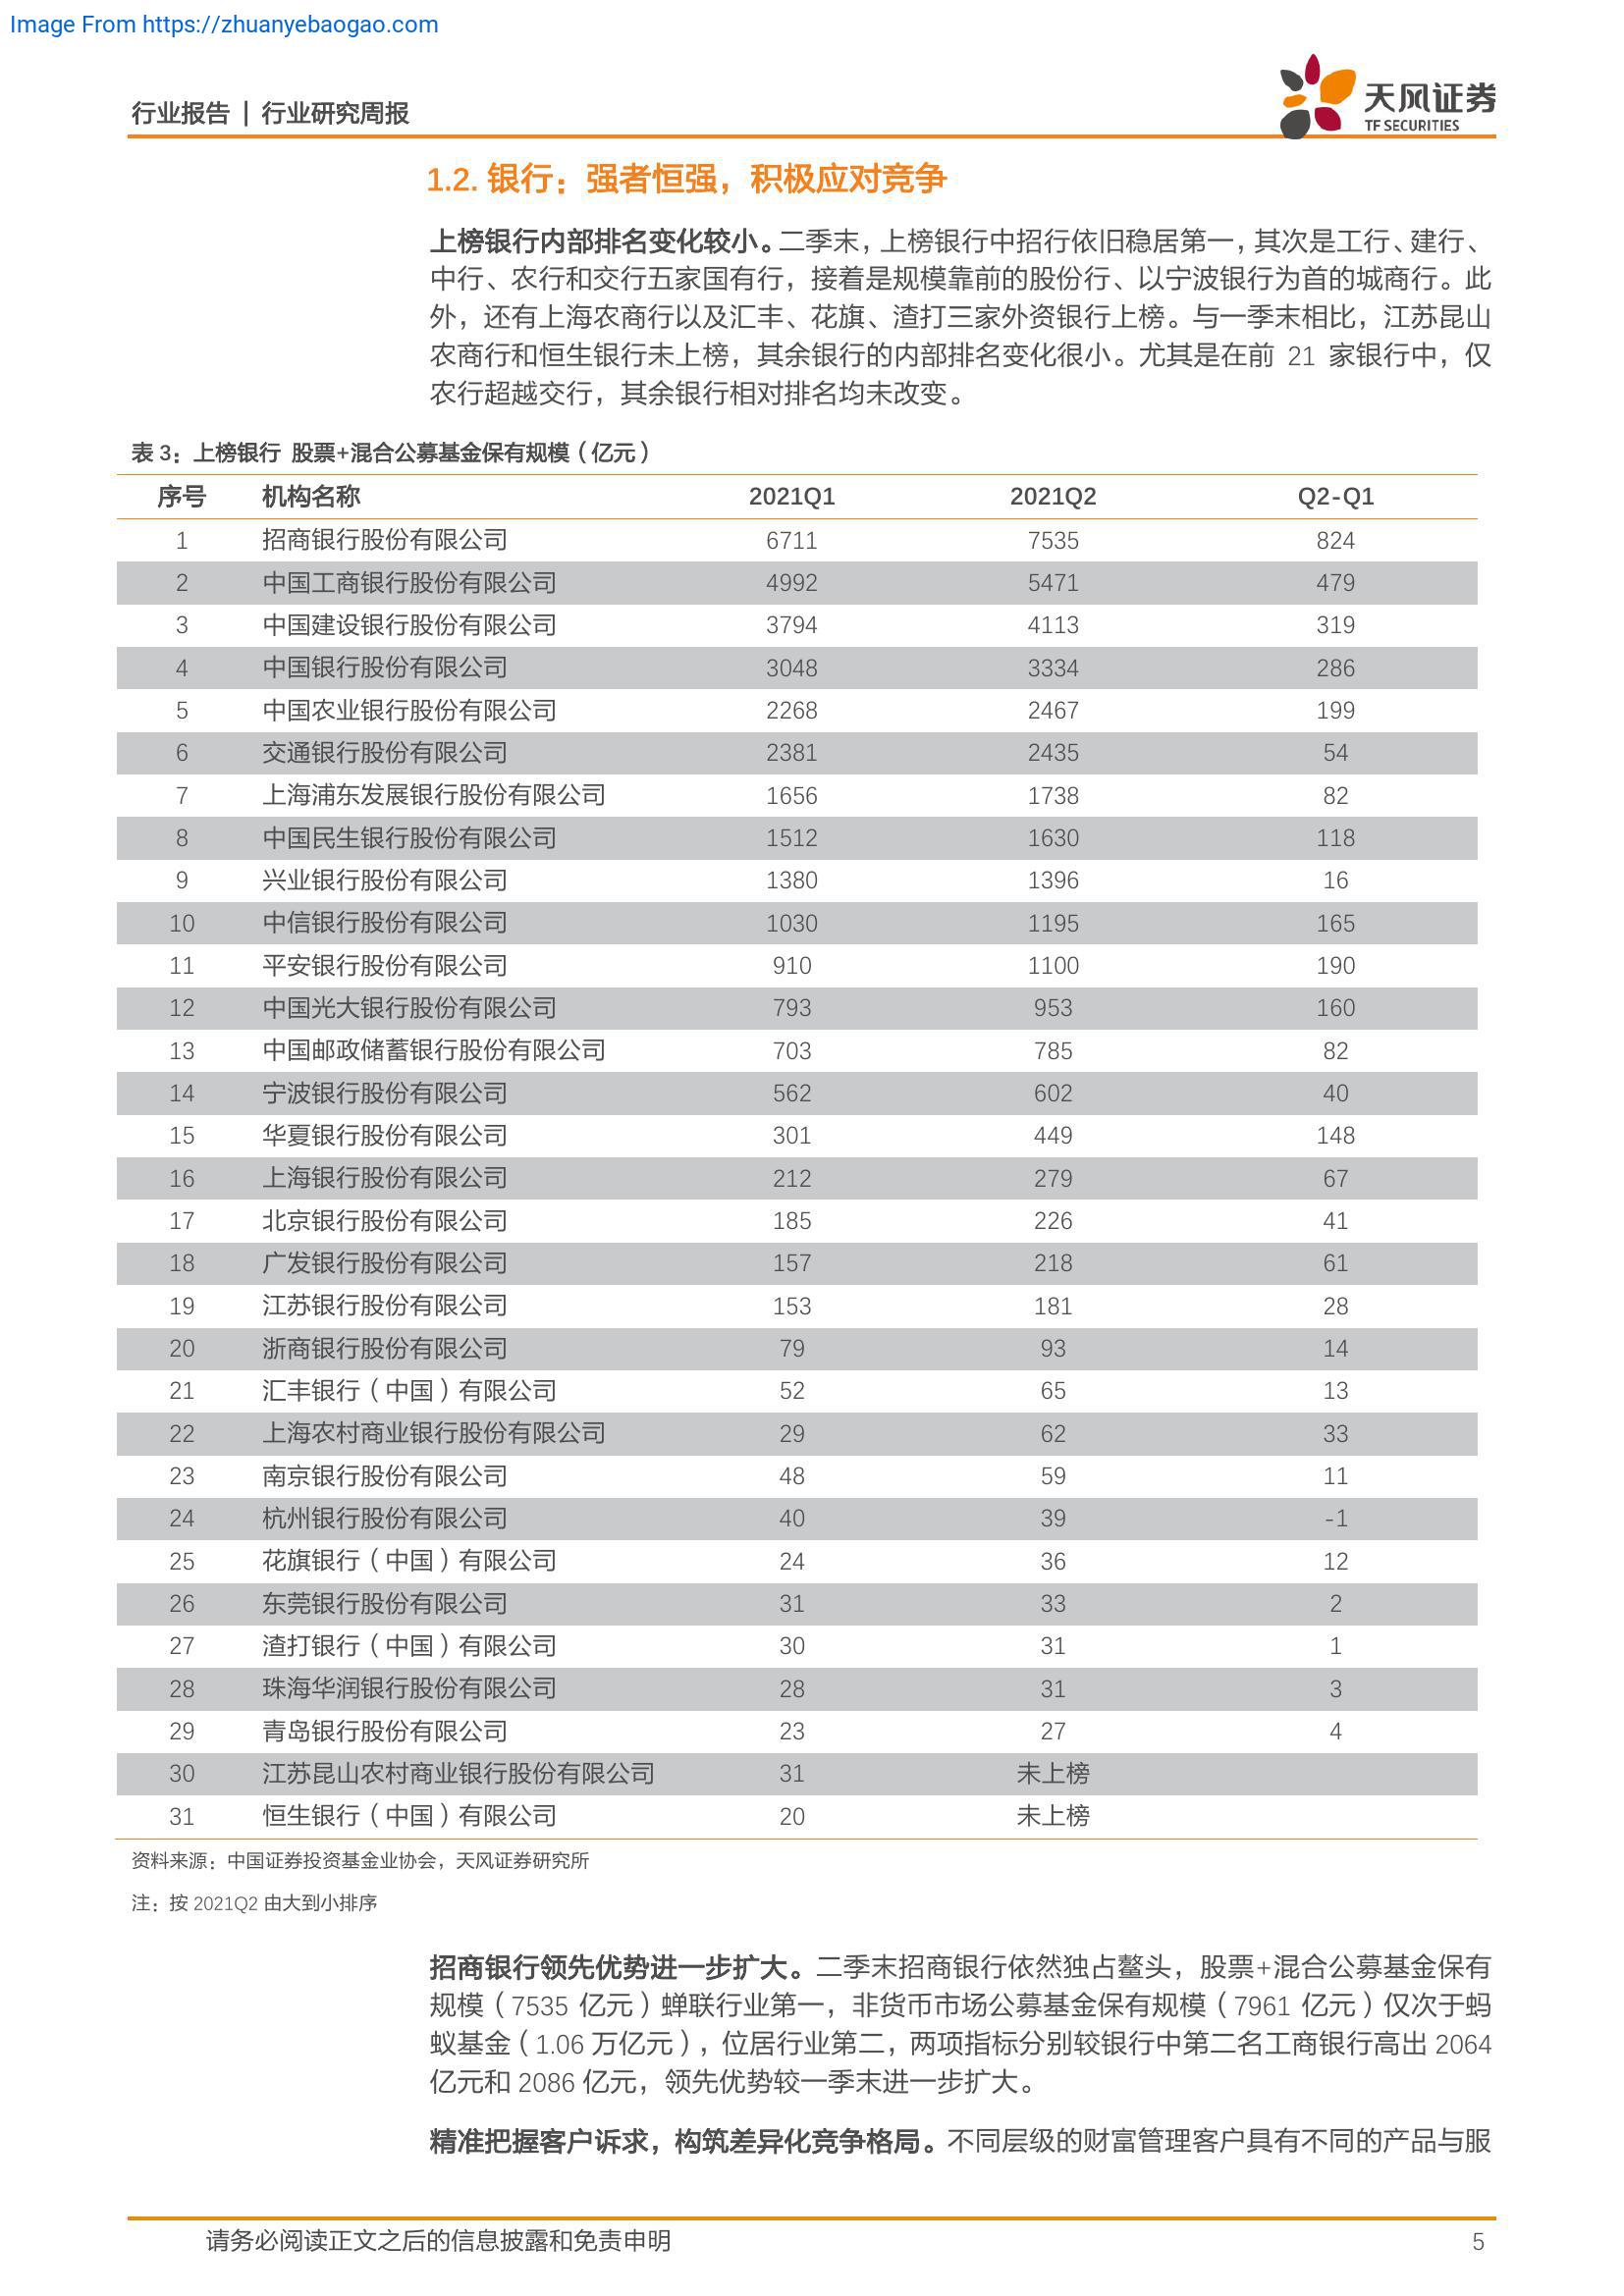 Image From https://zhuanyebaogao.com
行业报告 | 行业研究周报
天风证券
TF SECURITIES
1.2. 银行：强者恒强，积极应对竞争
上榜银行内部排名变化较小。二季末，上榜银行中招行依旧稳居第一，其次是工行、建行、
中行、农行和交行五家国有行，接着是规模靠前的股份行、以宁波银行为首的城商行。此
外，还有上海农商行以及汇丰、花旗、渣打三家外资银行上榜。与一季末相比，江苏昆山
农商行和恒生银行未上榜，其余银行的内部排名变化很小。尤其是在前 21 家银行中，仅
农行超越交行，其余银行相对排名均未改变。
表 3：上榜银行 股票+混合公募基金保有规模（亿元）
序号 机构名称 2021Q1 2021Q2 Q2-Q1
1 招商银行股份有限公司 6711 7535 824
2 中国工商银行股份有限公司 4992 5471 479
3 中国建设银行股份有限公司 3794 4113 319
4 中国银行股份有限公司 3048 3334 286
5 中国农业银行股份有限公司 2268 2467 199
6 交通银行股份有限公司 2381 2435 54
7 上海浦东发展银行股份有限公司 1656 1738 82
8 中国民生银行股份有限公司 1512 1630 118
9 兴业银行股份有限公司 1380 1396 16
10 中信银行股份有限公司 1030 1195 165
11 平安银行股份有限公司 910 1100 190
12 中国光大银行股份有限公司 793 953 160
13 中国邮政储蓄银行股份有限公司 703 785 82
14 宁波银行股份有限公司 562 602 40
15 华夏银行股份有限公司 301 449 148
16 上海银行股份有限公司 212 279 67
17 北京银行股份有限公司 185 226 41
18 广发银行股份有限公司 157 218 61
19 江苏银行股份有限公司 153 181 28
20 浙商银行股份有限公司 79 93 14
21 汇丰银行（中国）有限公司 52 65 13
22 上海农村商业银行股份有限公司 29 62 33
23 南京银行股份有限公司 48 59 11
24 杭州银行股份有限公司 40 39 -1
25 花旗银行（中国）有限公司 24 36 12
26 东莞银行股份有限公司 31 33 2
27 渣打银行（中国）有限公司 30 31 1
28 珠海华润银行股份有限公司 28 31 3
29 青岛银行股份有限公司 23 27 4
30 江苏昆山农村商业银行股份有限公司 31 未上榜
31 恒生银行（中国）有限公司 20 未上榜
资料来源：中国证券投资基金业协会，天风证券研究所
注：按 2021Q2 由大到小排序
招商银行领先优势进一步扩大。二季末招商银行依然独占鳌头，股票+混合公募基金保有
规模（7535 亿元）蝉联行业第一，非货币市场公募基金保有规模（7961 亿元）仅次于蚂
蚁基金（1.06 万亿元），位居行业第二，两项指标分别较银行中第二名工商银行高出 2064
亿元和 2086 亿元，领先优势较一季末进一步扩大。
精准把握客户诉求，构筑差异化竞争格局。不同层级的财富管理客户具有不同的产品与服
请务必阅读正文之后的信息披露和免责申明 5